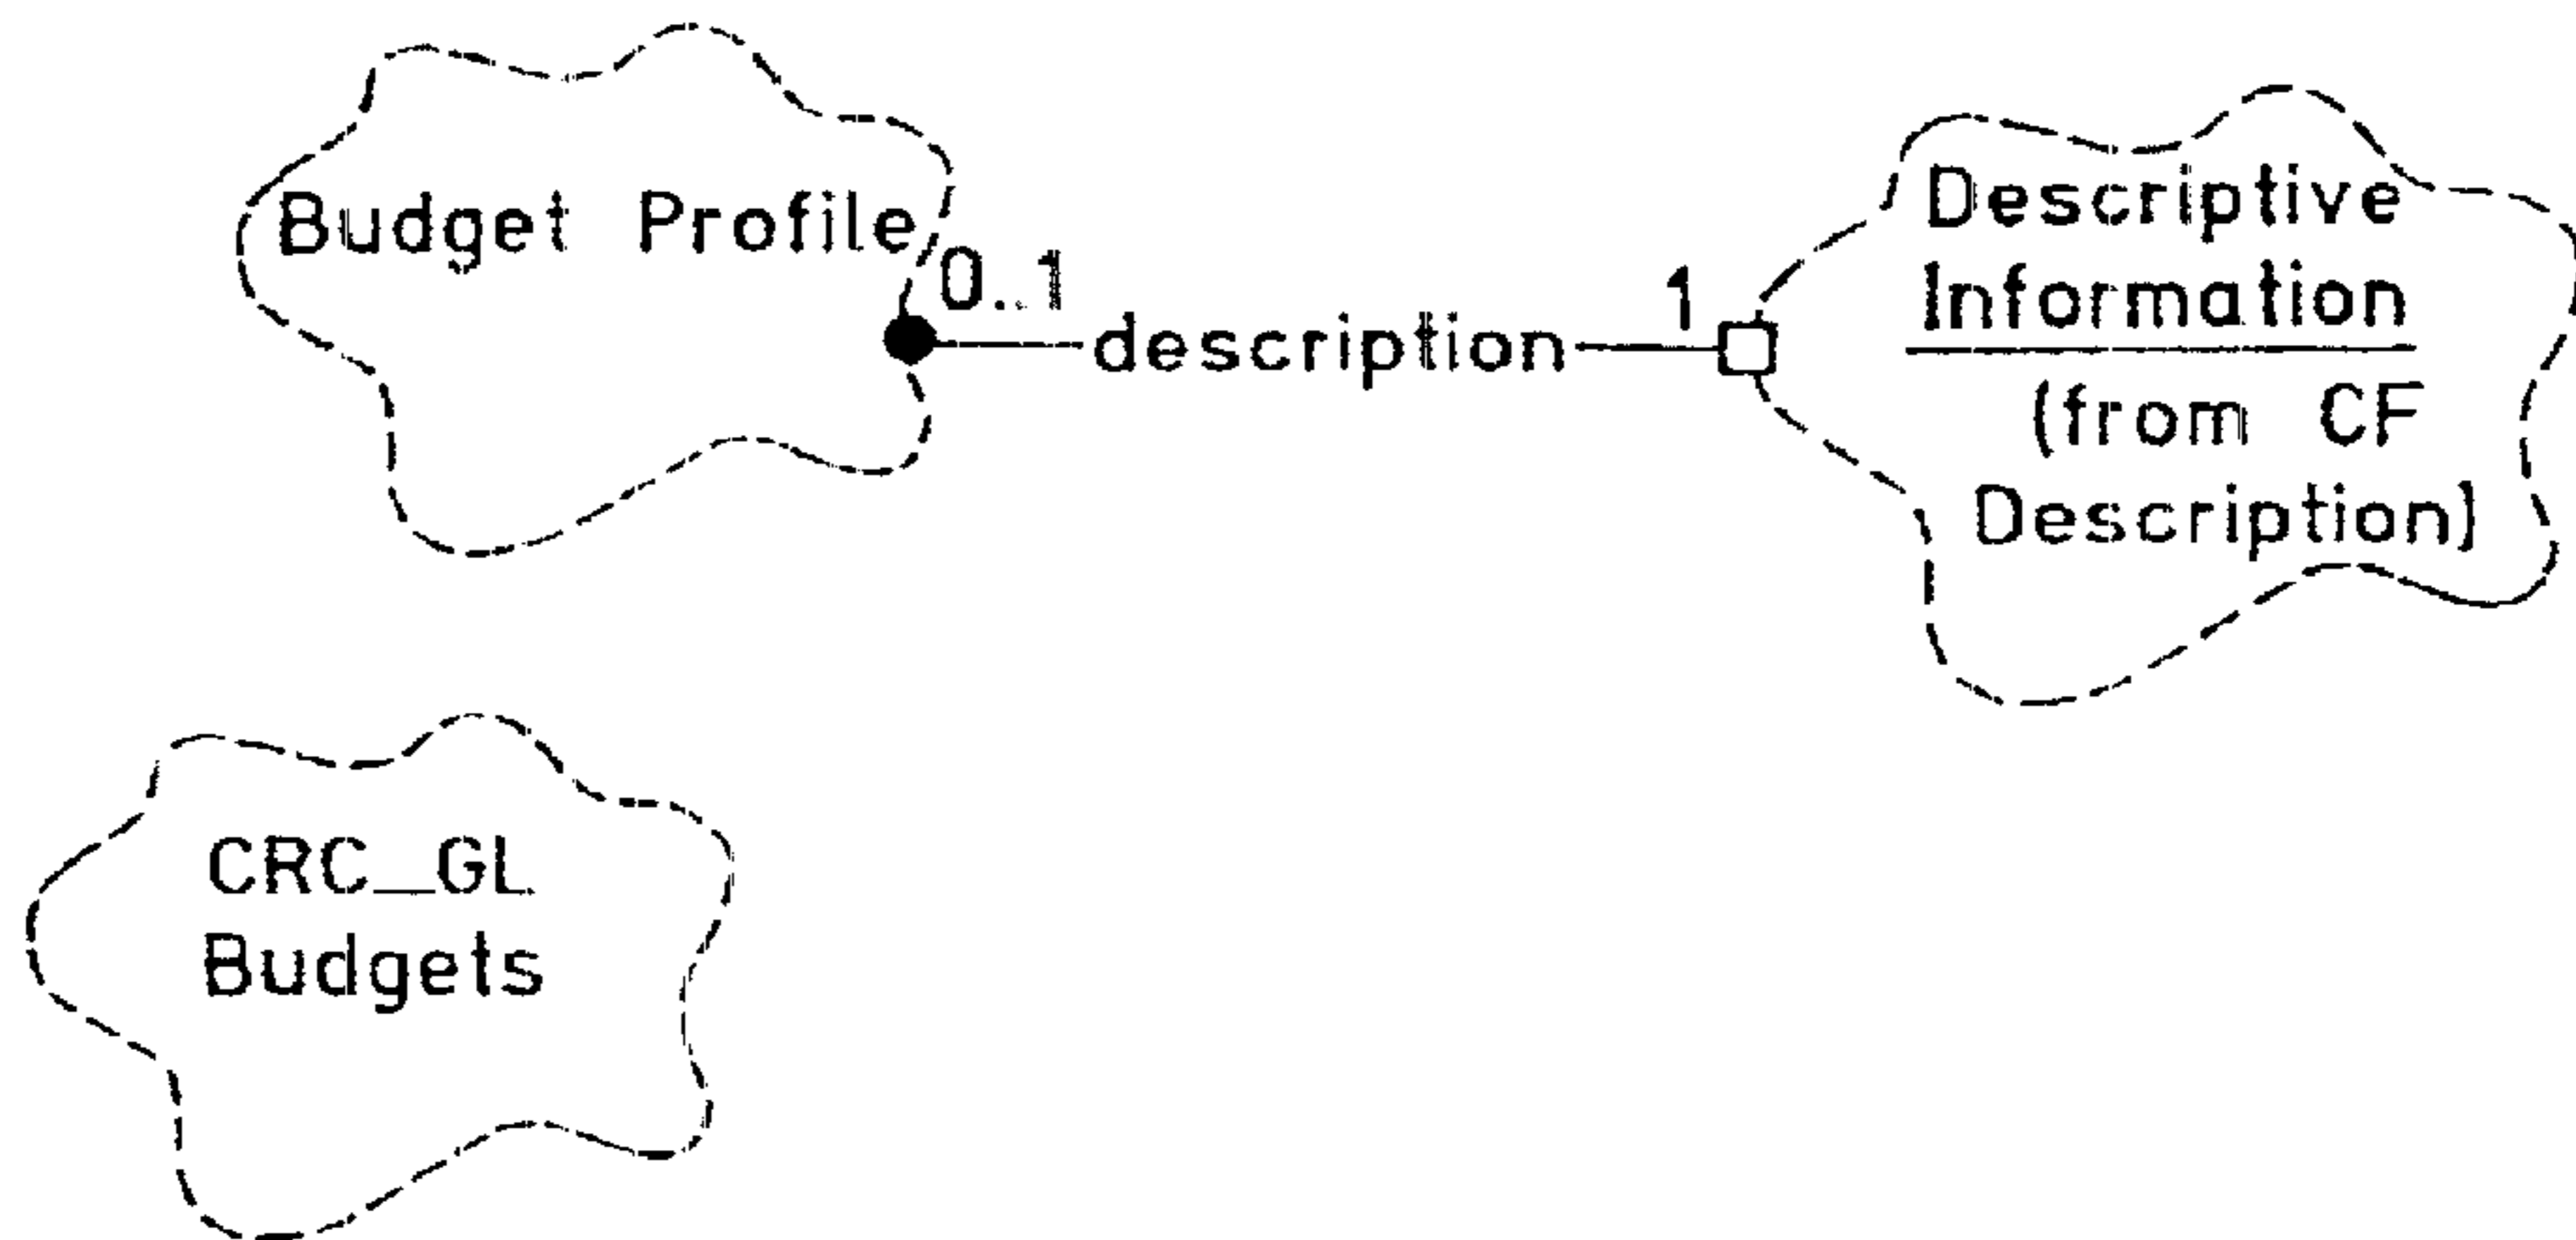 Budget Profile
0..1
description
1
Descriptive
Information
(from CF
Description)
CRC_GL
Budgets